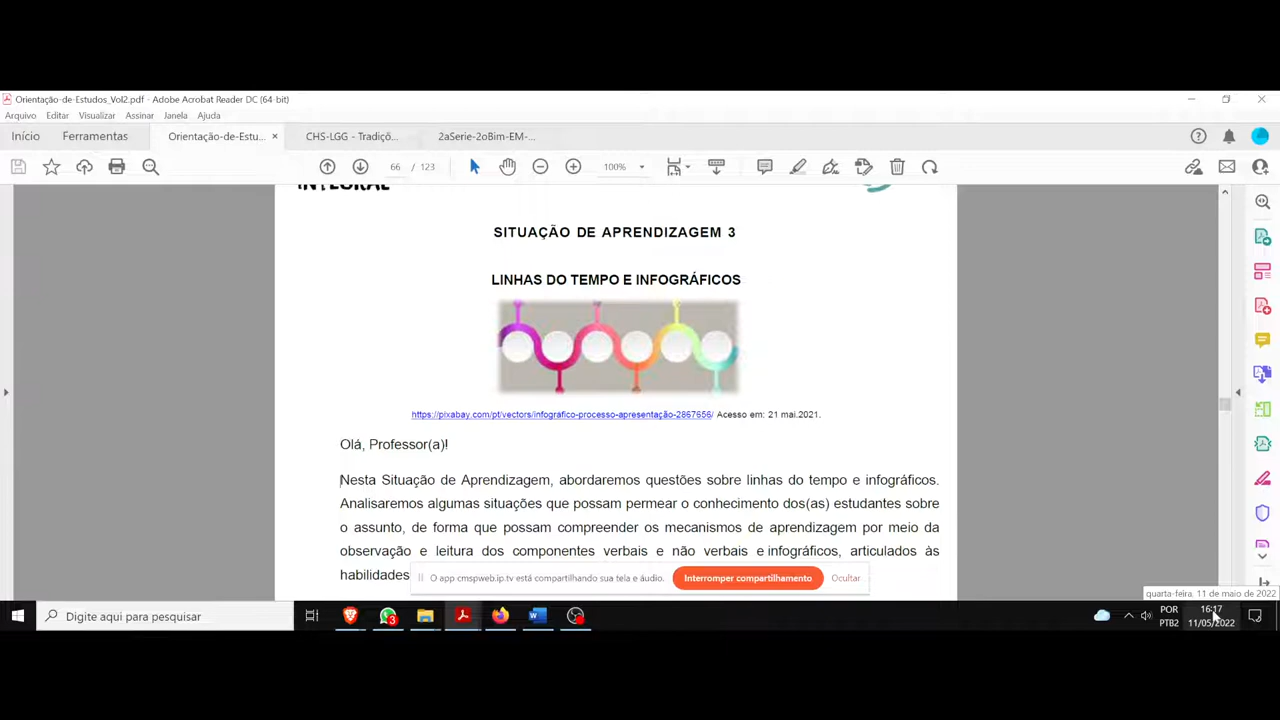 Orientação-de-Estudos_Vol2.pdf - Adobe Acrobat Reader DC (64-bit)
Arquivo Editar Visualizar Assinar Janela Ajuda
Início Ferramentas Orientação-de-Estu... × CHS-LGG - Tradiçõ... 2aSerie-2oBim-EM-...
66 / 123 100%
INTEGRAL
SITUAÇÃO DE APRENDIZAGEM 3
LINHAS DO TEMPO E INFOGRÁFICOS
https://pixabay.com/pt/vectors/infográfico-processo-apresentação-2867656/ Acesso em: 21 mai.2021.
Olá, Professor(a)!
Nesta Situação de Aprendizagem, abordaremos questões sobre linhas do tempo e infográficos.
Analisaremos algumas situações que possam permear o conhecimento dos(as) estudantes sobre
o assunto, de forma que possam compreender os mecanismos de aprendizagem por meio da
observação e leitura dos componentes verbais e não verbais e infográficos, articulados às
habilidades
O app cmspweb.ip.tv está compartilhando sua tela e áudio. Interromper compartilhamento Ocultar
quarta-feira, 11 de maio de 2022
Digite aqui para pesquisar
3
POR
PTB2
16:17
11/05/2022